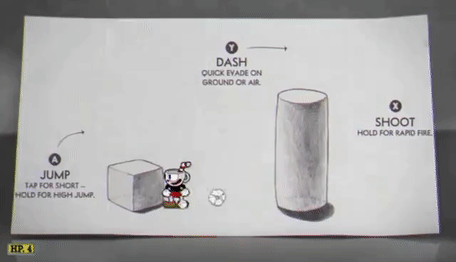 Y
DASH
QUICK EVADE ON
GROUND OR AIR.
X
SHOOT
HOLD FOR RAPID FIRE.
A
JUMP
TAP FOR SHORT –
HOLD FOR HIGH JUMP.
HP. 4